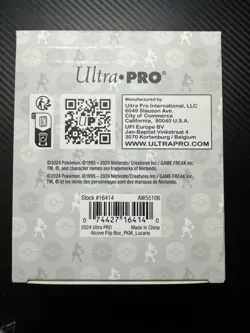 Ultra•PRO
Manufactured by
Ultra Pro International, LLC
6049 Slauson Ave.
City of Commerce
California, 90040 U.S.A.
UPI Europe BV
Jan-Baptist Vinkstraat 4
3070 Kortenburg / Belgium
UP
WWW.ULTRAPRO.COM
©2024 Pokémon. ©1995 – 2024 Nintendo/ Creatures Inc./ GAME FREAK inc.
TM, ®, and character names are trademarks of Nintendo.
©2024 Pokémon. ©1995 – 2024 Nintendo/ Creatures Inc./ GAME FREAK inc.
TM, ® et les noms des personnages sont des marques de Nintendo.
Stock #16414
AW55106
0 74427 16414 0
2024 Ultra PRO
Made in China
Alcove Flip Box_PKM_Lucario